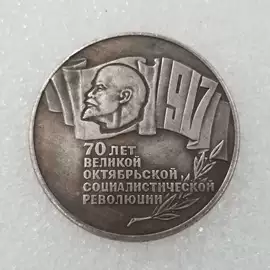 1917
70 ЛЕТ
ВЕЛИКОЙ
ОКТЯБРЬСКОЙ
СОЦИАЛИСТИЧЕСКОЙ
РЕВОЛЮЦИИ